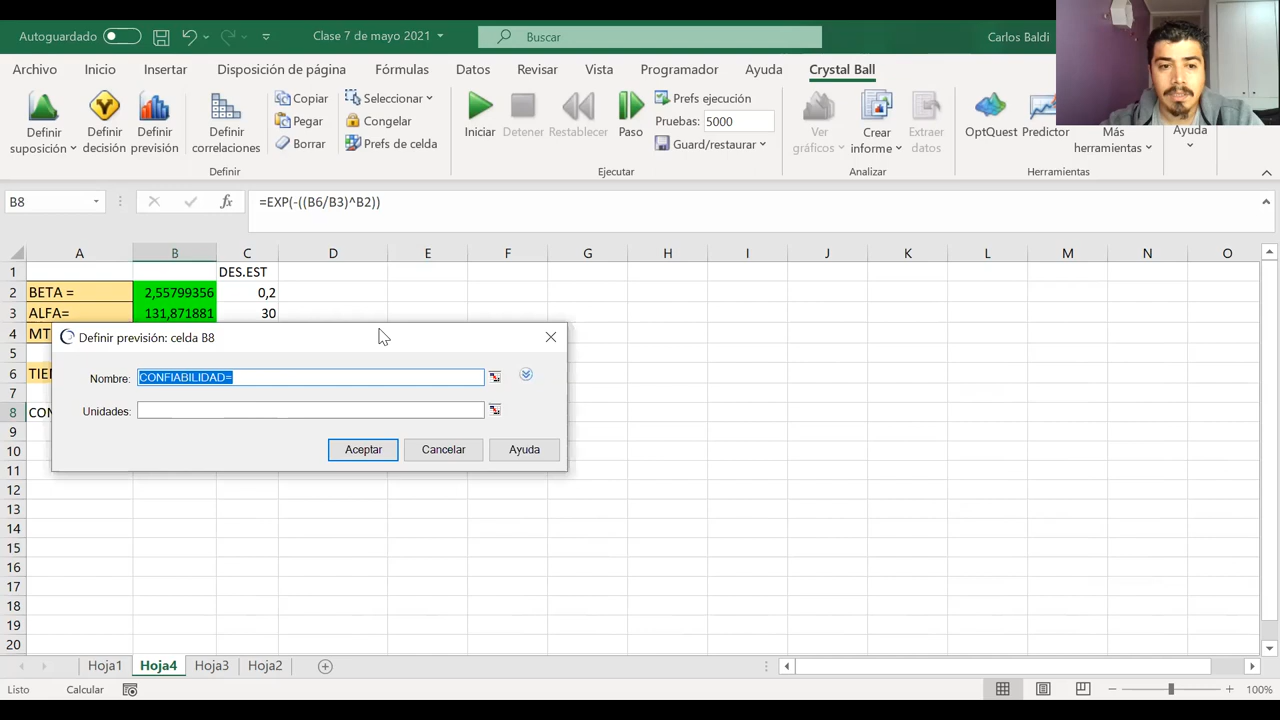 Autoguardado
Clase 7 de mayo 2021
Buscar
Carlos Baldi
Archivo Inicio Insertar Disposición de página Fórmulas Datos Revisar Vista Programador Ayuda Crystal Ball
Definir suposición
Definir decisión
Definir previsión
Definir correlaciones
Copiar
Pegar
Borrar
Seleccionar
Congelar
Prefs de celda
Iniciar
Detener
Restablecer
Paso
Prefs ejecución
Pruebas: 5000
Guardar/restaurar
Ver gráficos
Crear informe
Extraer datos
OptQuest
Predictor
Más herramientas
Ayuda
Definir Ejecutar Analizar Herramientas
B8 fx =EXP(-((B6/B3)^B2))
A B C D E F G H I J K L M N O
1 DES.EST
2 BETA = 2,55799356 0,2
3 ALFA= 131,871881 30
4 MT
5
6 TIEM
7
8 CON
9
10
11
12
13
14
15
16
17
18
19
20
Definir previsión: celda B8
Nombre: CONFIABILIDAD=
Unidades:
Aceptar Cancelar Ayuda
Hoja1 Hoja4 Hoja3 Hoja2
Listo Calcular 100%